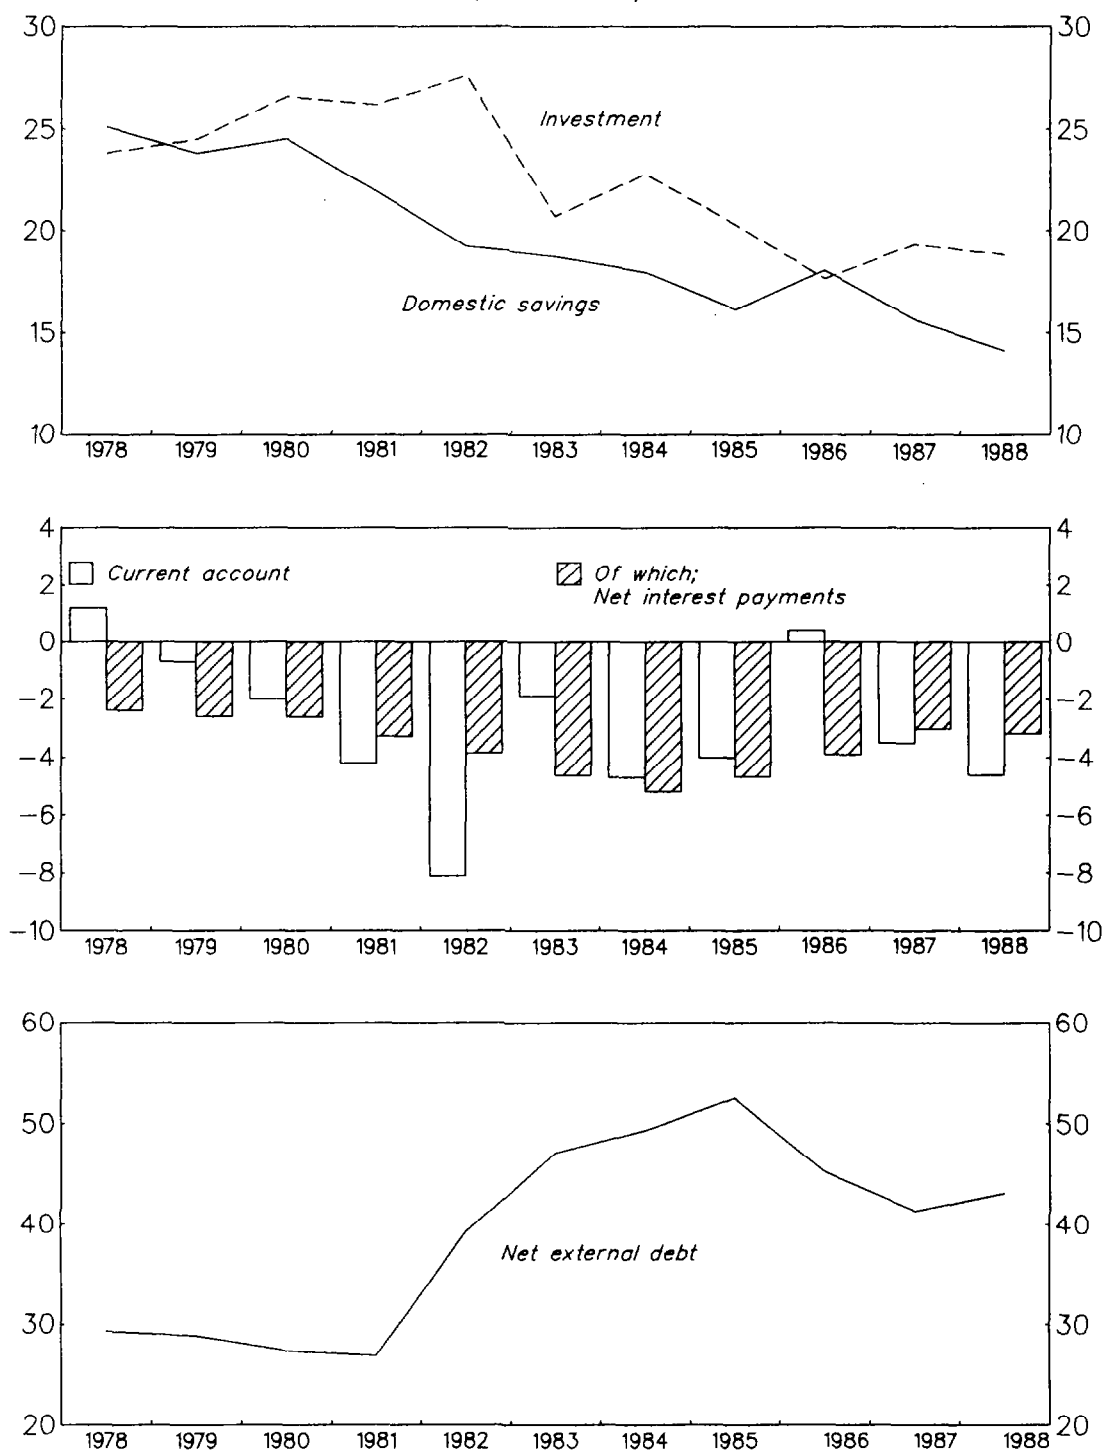 30 30
Investment
25 25
20 20
Domestic savings
15 15
10 10
1978 1979 1980 1981 1982 1983 1984 1985 1986 1987 1988
4 4
Current account Of which;
2 2
Net interest payments
0 0
−2 −2
−4 −4
−6 −6
−8 −8
−10 −10
1978 1979 1980 1981 1982 1983 1984 1985 1986 1987 1988
60 60
50 50
40 40
Net external debt
30 30
20 20
1978 1979 1980 1981 1982 1983 1984 1985 1986 1987 1988